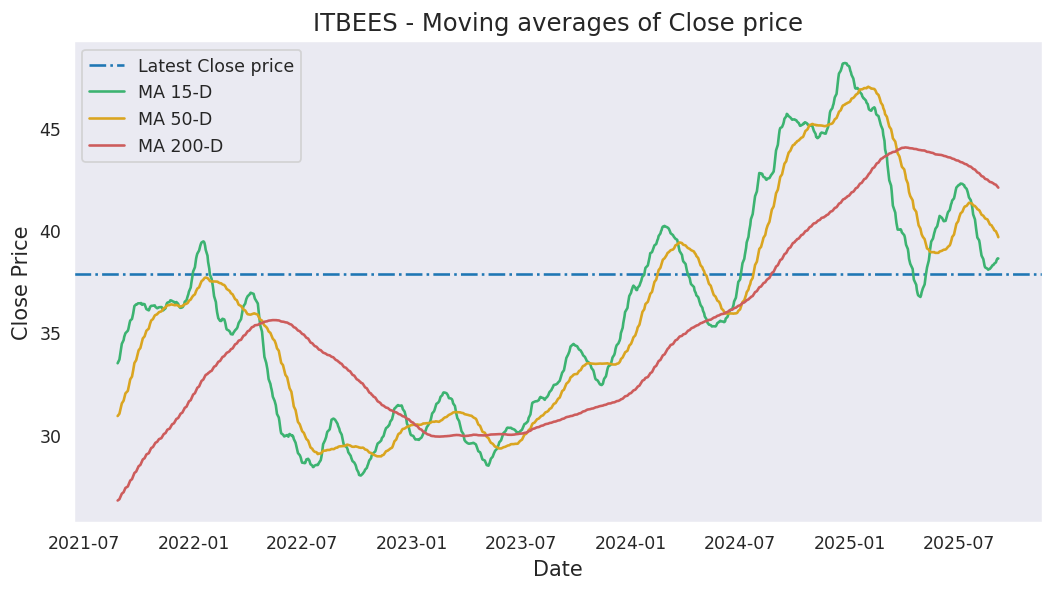 ITBEES - Moving averages of Close price
Latest Close price
MA 15-D
MA 50-D
MA 200-D
Close Price
45
40
35
30
2021-07 2022-01 2022-07 2023-01 2023-07 2024-01 2024-07 2025-01 2025-07
Date